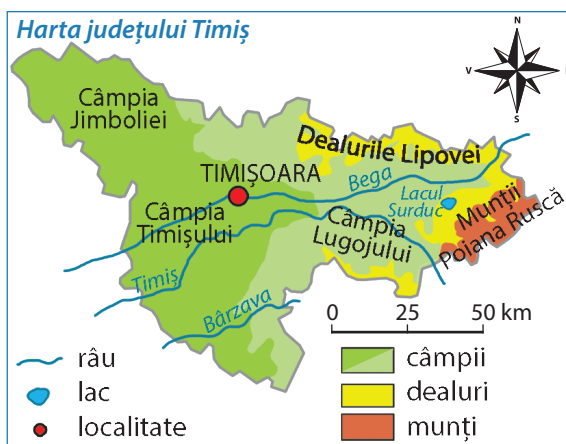 Harta județului Timiș
N
V
S
Câmpia
Jimboliei
Dealurile Lipovei
TIMIȘOARA
Bega
Lacul
Surduc
Munții
Poiana Ruscă
Câmpia
Timișului
Câmpia
Lugojului
Timiș
Bârzava
0 25 50 km
râu
lac
localitate
câmpii
dealuri
munți